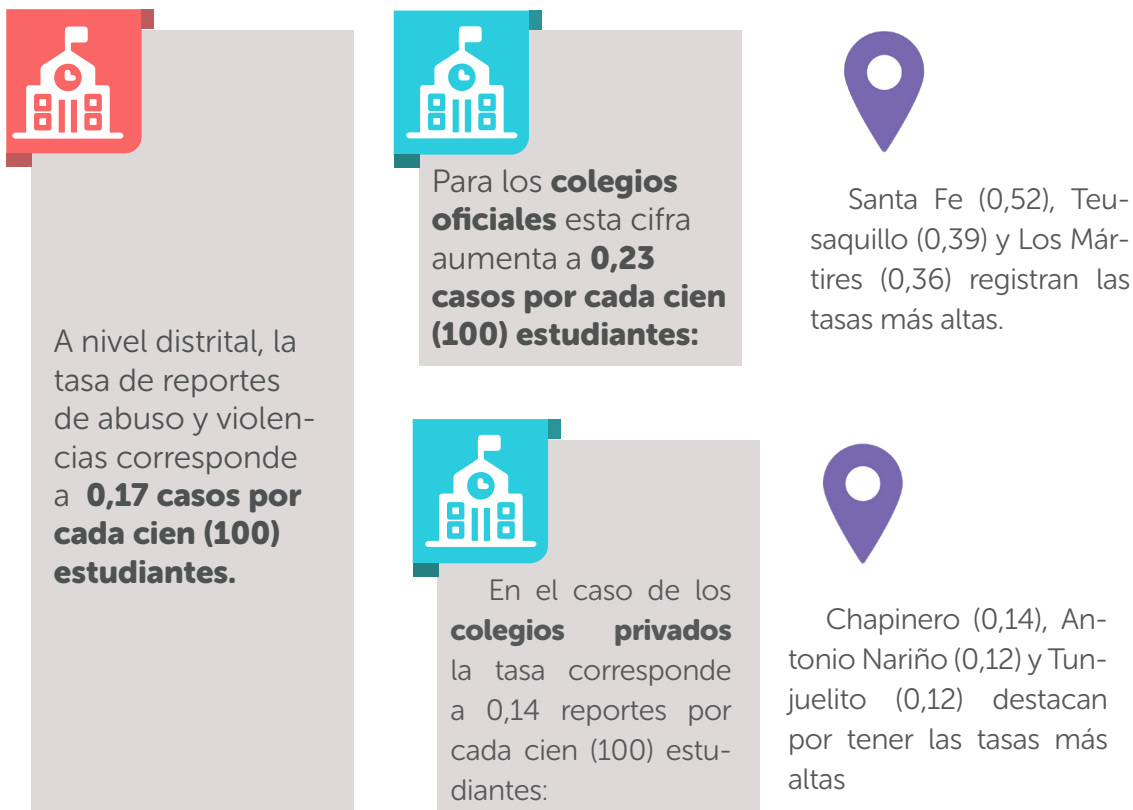 A nivel distrital, la
tasa de reportes
de abuso y violen-
cias corresponde
a 0,17 casos por
cada cien (100)
estudiantes.
Para los colegios
oficiales esta cifra
aumenta a 0,23
casos por cada cien
(100) estudiantes:
Santa Fe (0,52), Teu-
saquillo (0,39) y Los Már-
tires (0,36) registran las
tasas más altas.
En el caso de los
colegios privados
la tasa corresponde
a 0,14 reportes por
cada cien (100) estu-
diantes:
Chapinero (0,14), An-
tonio Nariño (0,12) y Tun-
juelito (0,12) destacan
por tener las tasas más
altas